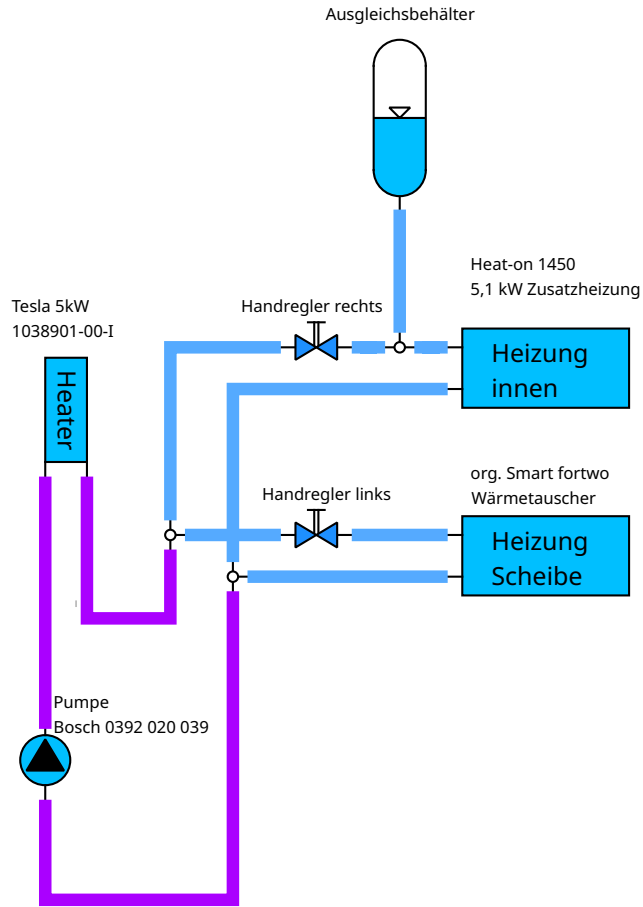 Ausgleichsbehälter
Heat-on 1450
5,1 kW Zusatzheizung
Tesla 5kW
1038901-00-I
Handregler rechts
Heizung
innen
Heater
org. Smart fortwo
Wärmetauscher
Handregler links
Heizung
Scheibe
Pumpe
Bosch 0392 020 039